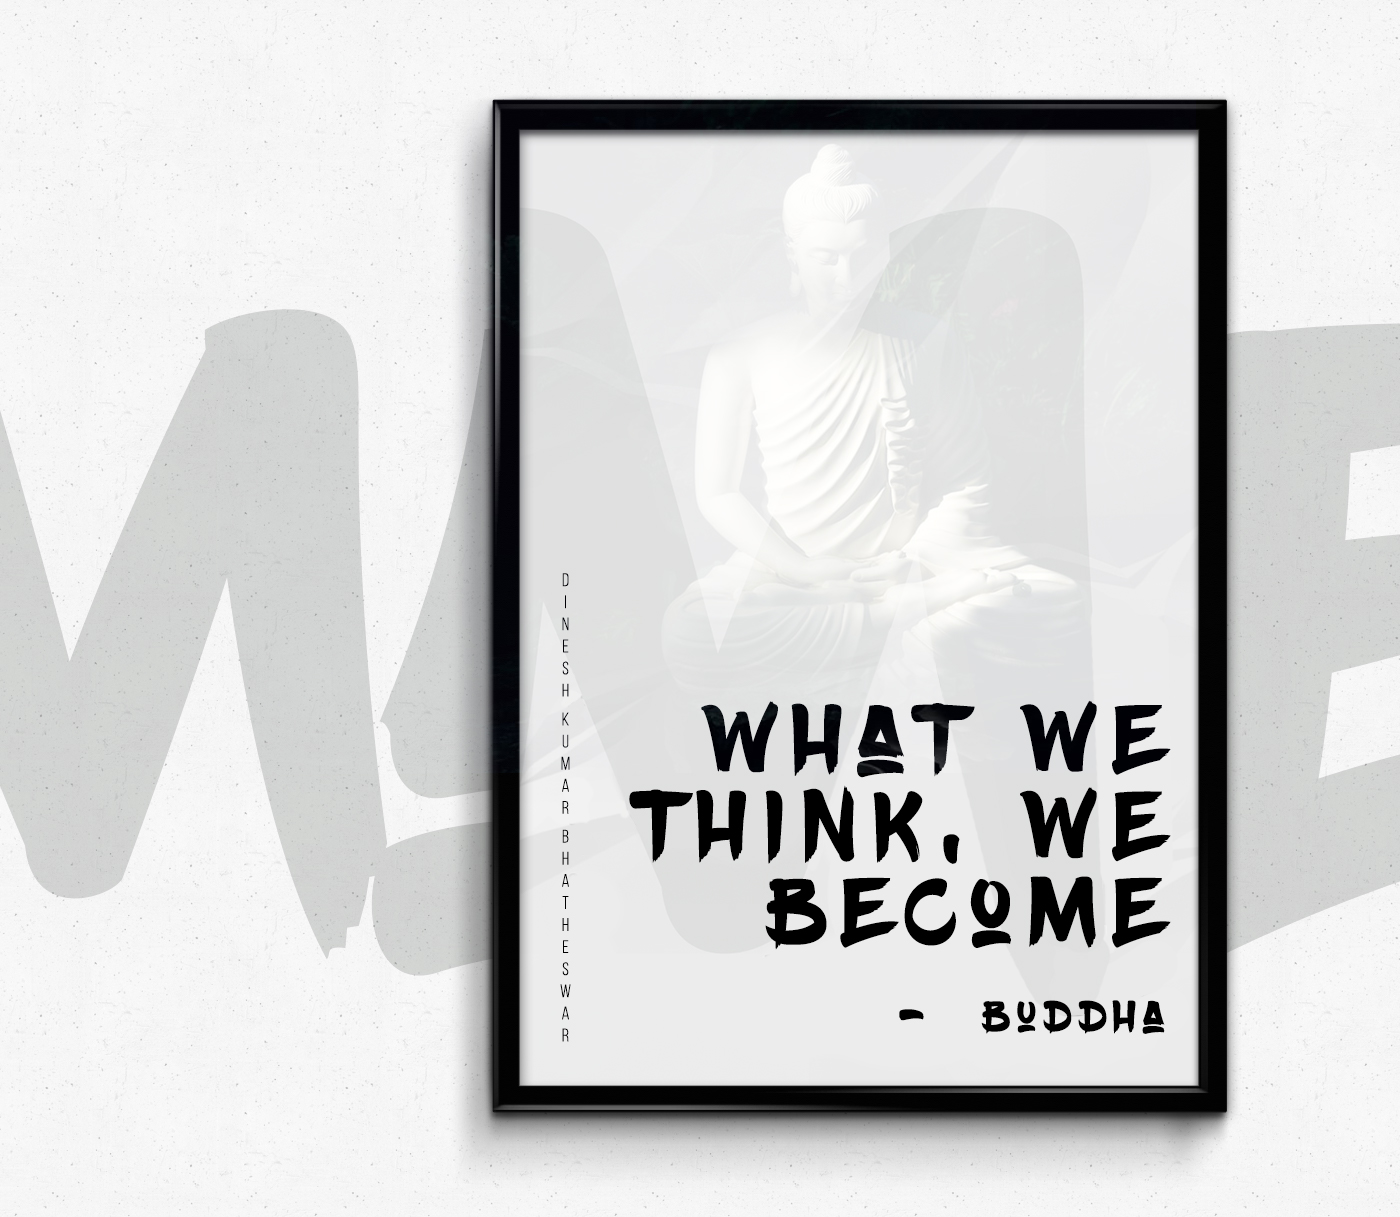 DINESH KUMAR BHATHESWAR
WHAT WE
THINK, WE
BECOME
- BUDDHA